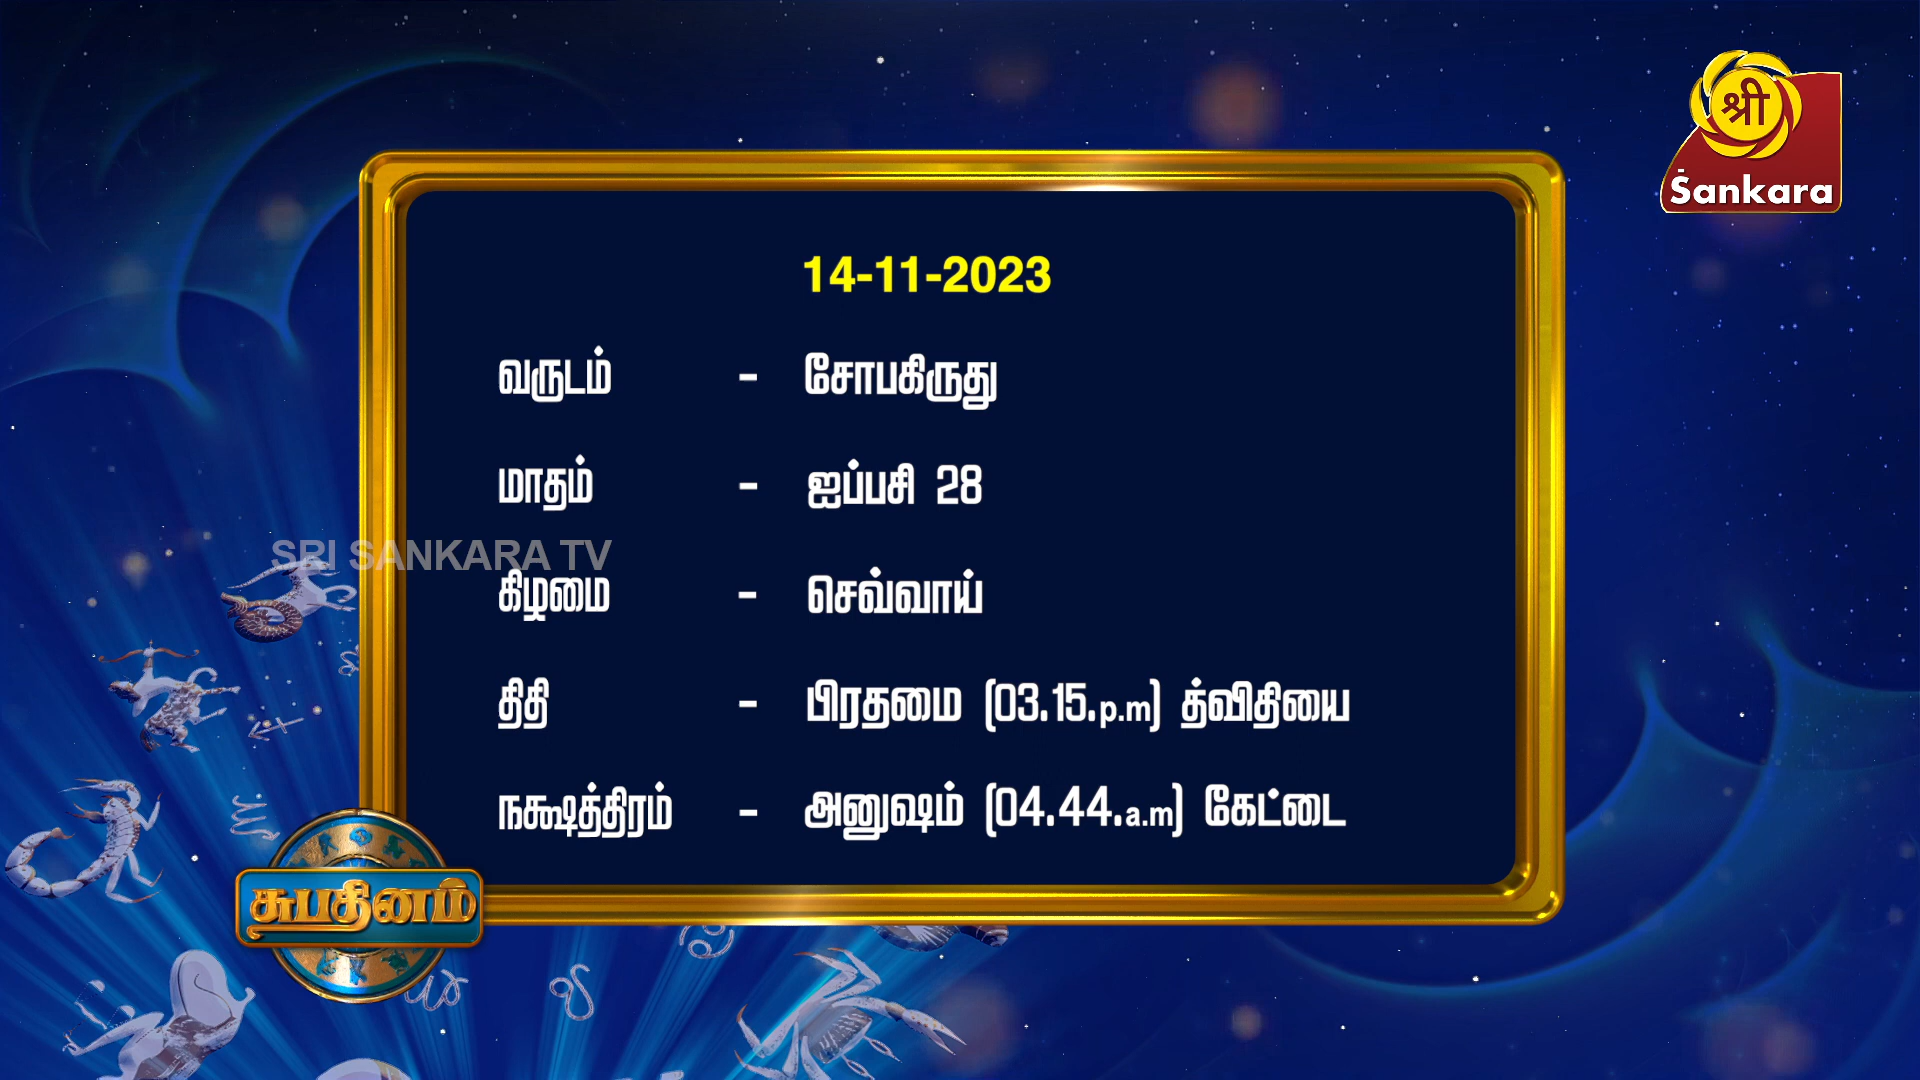 श्री
Sankara
14-11-2023
வருடம் - சோபகிருது
மாதம் - ஐப்பசி 28
SRI SANKARA TV
கிழமை - செவ்வாய்
திதி - பிரதமை (03.15.p.m) த்விதியை
நக்ஷத்திரம் - அனுஷம் (04.44.a.m) கேட்டை
சுபதினம்